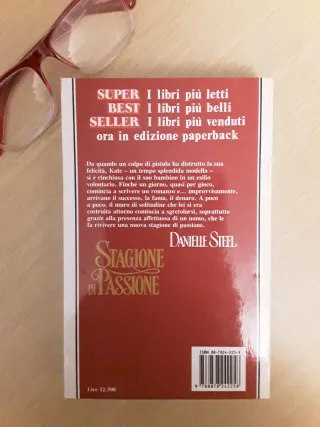 SUPER I libri più letti
BEST I libri più belli
SELLER I libri più venduti
ora in edizione paperback
Da quando un colpo di pistola ha distrutto la sua
felicità, Kate – un tempo splendida modella –
si è rinchiusa con il suo bambino in un esilio
volontario. Finché un giorno, quasi per gioco,
comincia a scrivere un romanzo e... improvvisamente,
arrivano il successo, la fama, il denaro. A poco
a poco, il muro di solitudine che lei si era
costruita attorno comincia a sgretolarsi, soprattutto
grazie alla presenza affettuosa di un uomo, che le
fa rivivere una nuova stagione di passione.
DANIELLE STEEL
STAGIONE
DI PASSIONE
Lire 12.500